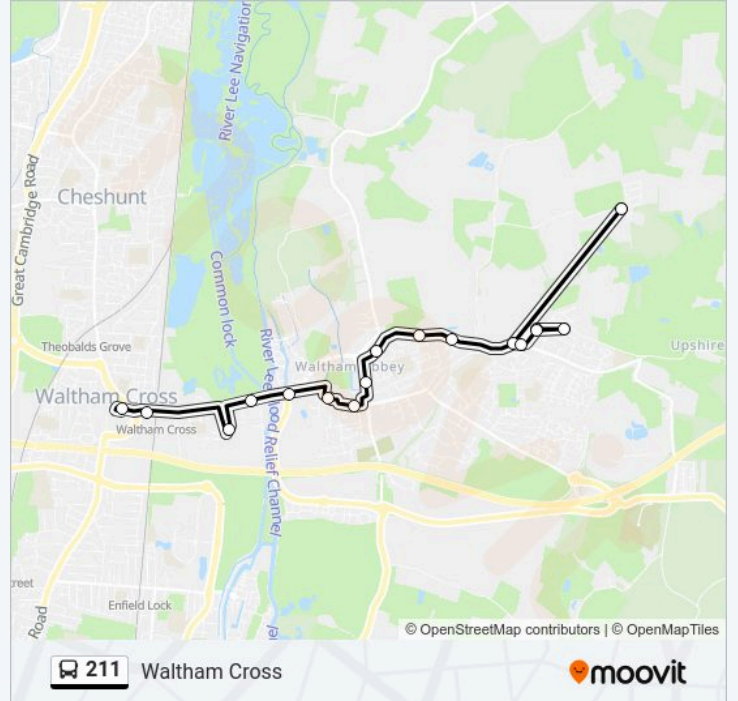 River Lee Navigation
Great Cambridge Road
Cheshunt
Common lock
River Lee Flood Relief Channel
Theobalds Grove
Waltham Abbey
Upshire
Waltham Cross
Waltham Cross
Enfield Lock
reet
Road
© OpenStreetMap contributors | © OpenMapTiles
211 Waltham Cross
moovit